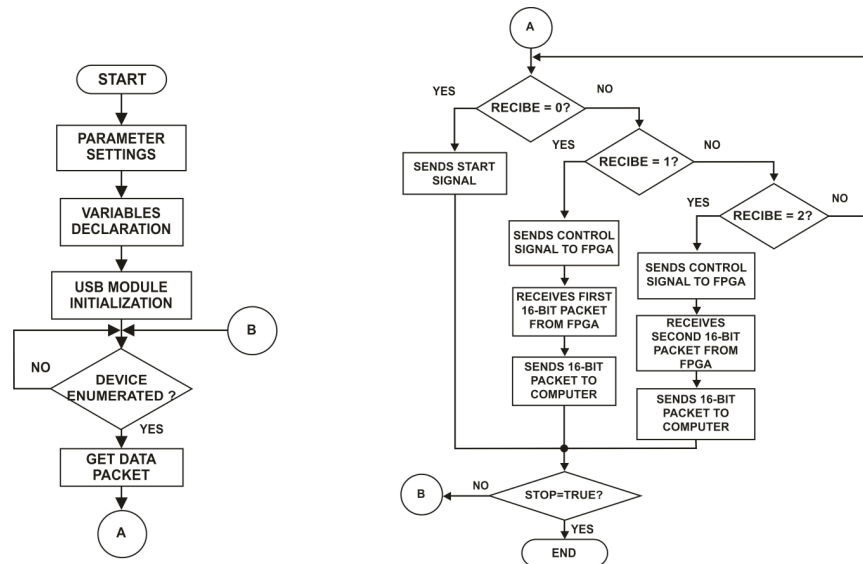 START
PARAMETER
SETTINGS
VARIABLES
DECLARATION
USB MODULE
INITIALIZATION
B
NO
DEVICE
ENUMERATED ?
YES
GET DATA
PACKET
A
A
YES
RECIBE = 0?
NO
SENDS START
SIGNAL
YES
RECIBE = 1?
NO
SENDS CONTROL
SIGNAL TO FPGA
RECEIVES FIRST
16-BIT PACKET
FROM FPGA
SENDS 16-BIT
PACKET TO
COMPUTER
YES
RECIBE = 2?
NO
SENDS CONTROL
SIGNAL TO FPGA
RECEIVES
SECOND 16-BIT
PACKET FROM
FPGA
SENDS 16-BIT
PACKET TO
COMPUTER
B
NO
STOP=TRUE?
YES
END